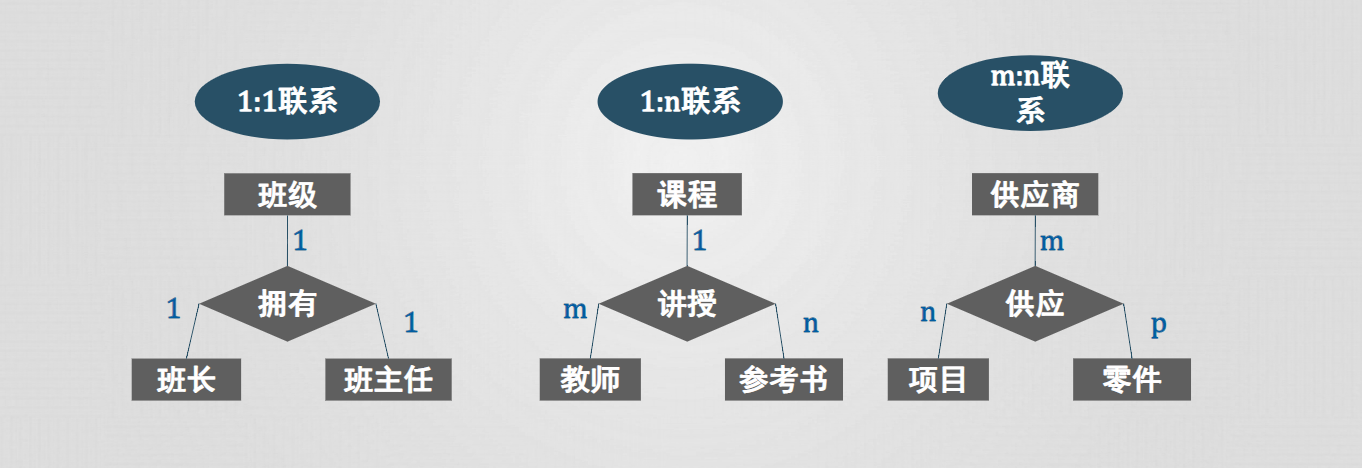 1:1联系
班级
1
1
拥有
1
班长
班主任
1:n联系
课程
1
m
讲授
n
教师
参考书
m:n联
系
供应商
m
n
供应
p
项目
零件